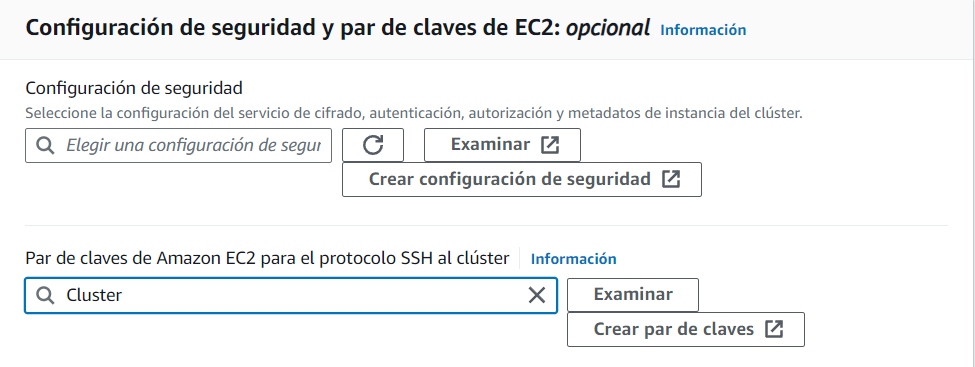 Configuración de seguridad y par de claves de EC2: opcional Información
Configuración de seguridad
Seleccione la configuración del servicio de cifrado, autenticación, autorización y metadatos de instancia del clúster.
Elegir una configuración de segur Examinar
Crear configuración de seguridad
Par de claves de Amazon EC2 para el protocolo SSH al clúster Información
Cluster Examinar
Crear par de claves